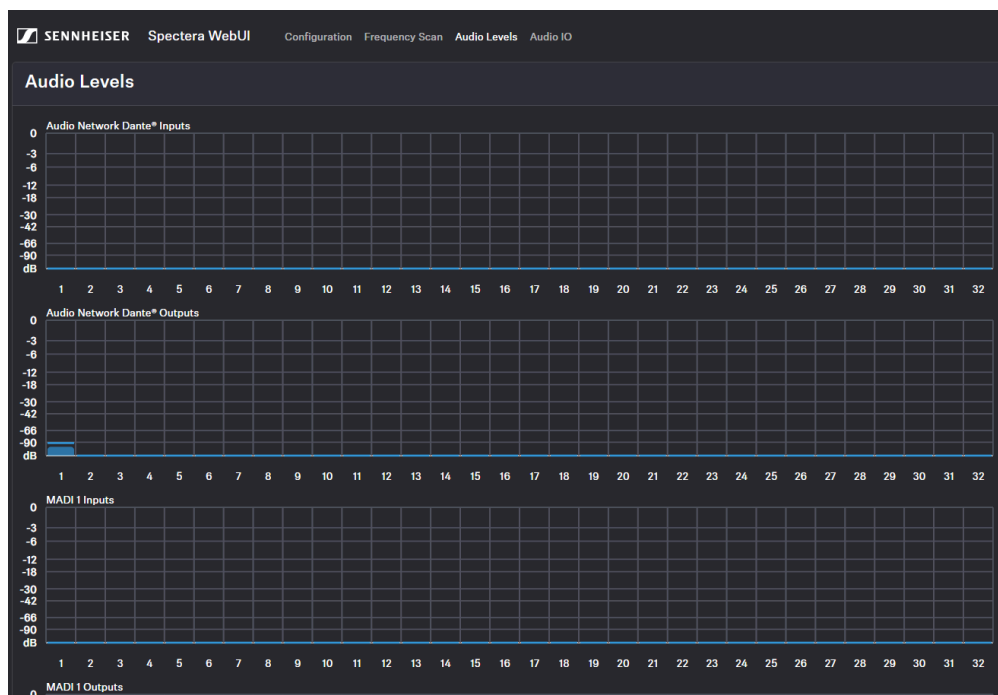 SENNHEISER Spectera WebUI Configuration Frequency Scan Audio Levels Audio IO
Audio Levels
Audio Network Dante® Inputs
0
-3
-6
-12
-18
-30
-42
-66
-90
dB
1 2 3 4 5 6 7 8 9 10 11 12 13 14 15 16 17 18 19 20 21 22 23 24 25 26 27 28 29 30 31 32
Audio Network Dante® Outputs
0
-3
-6
-12
-18
-30
-42
-66
-90
dB
1 2 3 4 5 6 7 8 9 10 11 12 13 14 15 16 17 18 19 20 21 22 23 24 25 26 27 28 29 30 31 32
MADI 1 Inputs
0
-3
-6
-12
-18
-30
-42
-66
-90
dB
1 2 3 4 5 6 7 8 9 10 11 12 13 14 15 16 17 18 19 20 21 22 23 24 25 26 27 28 29 30 31 32
MADI 1 Outputs
0